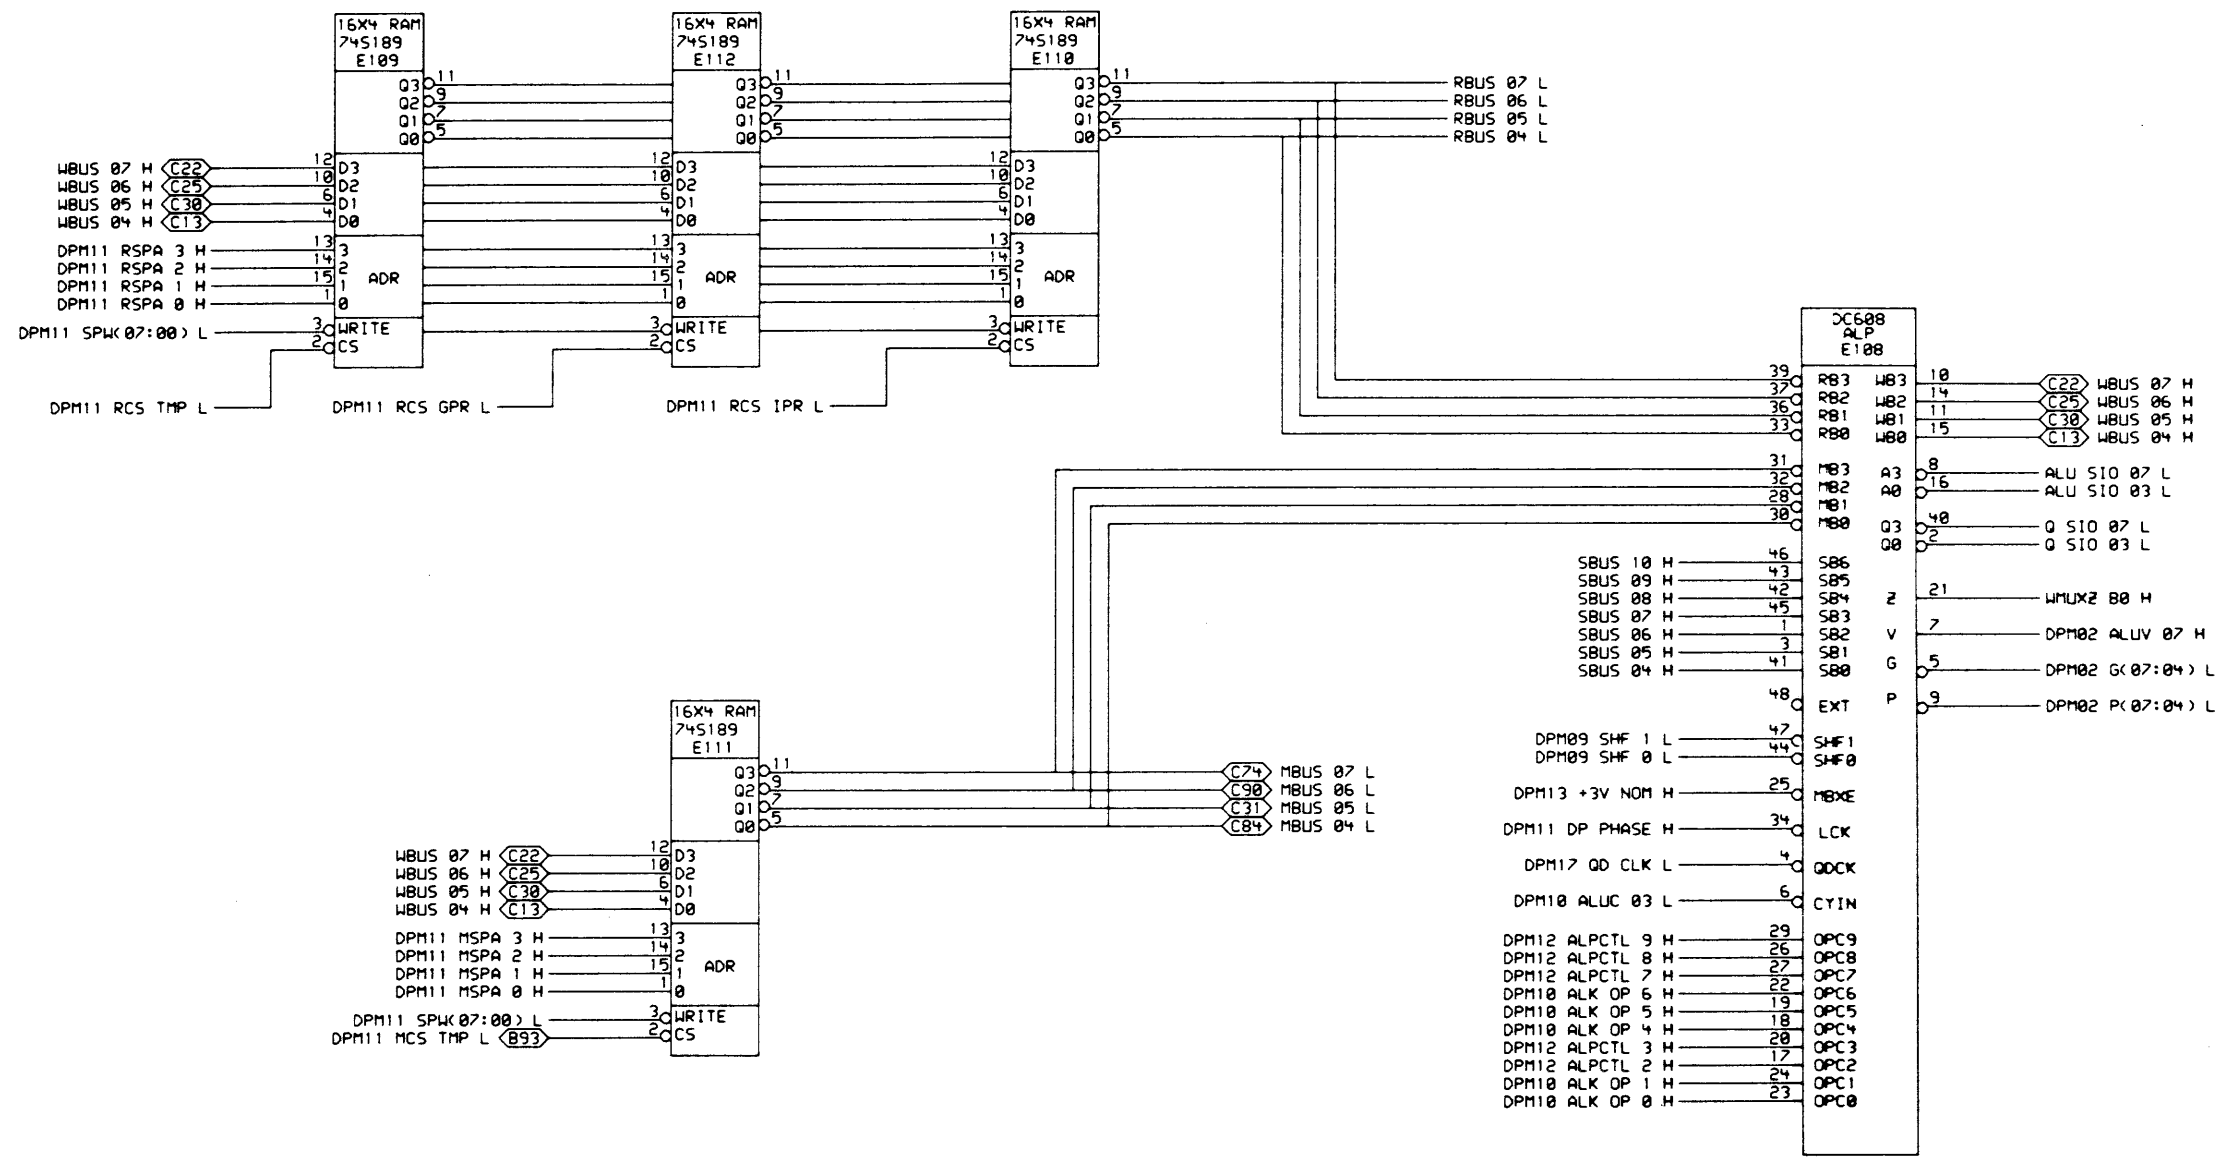 16X4 RAM
74S189
E109
Q3 11
Q2 9
Q1 7
Q0 5
WBUS 07 H C22 12 D3
WBUS 06 H C25 10 D2
WBUS 05 H C30 6 D1
WBUS 04 H C13 4 D0
DPM11 RSPA 3 H 13 3
DPM11 RSPA 2 H 14 2
DPM11 RSPA 1 H 15 1
DPM11 RSPA 0 H 1 0
ADR
DPM11 SPW(07:00) L 3 WRITE
2 CS
DPM11 RCS TMP L
16X4 RAM
74S189
E112
Q3 11
Q2 9
Q1 7
Q0 5
12 D3
10 D2
6 D1
4 D0
13 3
14 2
15 1
1 0
ADR
3 WRITE
2 CS
DPM11 RCS GPR L
16X4 RAM
74S189
E110
Q3 11
Q2 9
Q1 7
Q0 5
12 D3
10 D2
6 D1
4 D0
13 3
14 2
15 1
1 0
ADR
3 WRITE
2 CS
DPM11 RCS IPR L
RBUS 07 L
RBUS 06 L
RBUS 05 L
RBUS 04 L
16X4 RAM
74S189
E111
Q3 11 C74 MBUS 07 L
Q2 9 C90 MBUS 06 L
Q1 7 C31 MBUS 05 L
Q0 5 C84 MBUS 04 L
WBUS 07 H C22 12 D3
WBUS 06 H C25 10 D2
WBUS 05 H C30 6 D1
WBUS 04 H C13 4 D0
DPM11 MSPA 3 H 13 3
DPM11 MSPA 2 H 14 2
DPM11 MSPA 1 H 15 1
DPM11 MSPA 0 H 1 0
ADR
DPM11 SPW(07:00) L 3 WRITE
DPM11 MCS TMP L B93 2 CS
DC608
ALP
E108
39 RB3 WB3 10 C22 WBUS 07 H
37 RB2 WB2 14 C25 WBUS 06 H
36 RB1 WB1 11 C30 WBUS 05 H
33 RB0 WB0 15 C13 WBUS 04 H
31 MB3 A3 8 ALU SIO 07 L
32 MB2 A0 16 ALU SIO 03 L
28 MB1
30 MB0 Q3 40 Q SIO 07 L
Q0 2 Q SIO 03 L
SBUS 10 H 46 SB6
SBUS 09 H 43 SB5
SBUS 08 H 42 SB4 Z 21 WMUXZ B0 H
SBUS 07 H 45 SB3
SBUS 06 H 1 SB2 V 7 DPM02 ALUV 07 H
SBUS 05 H 3 SB1
SBUS 04 H 41 SB0 G 5 DPM02 G(07:04) L
48 EXT P 9 DPM02 P(07:04) L
DPM09 SHF 1 L 47 SHF1
DPM09 SHF 0 L 44 SHF0
DPM13 +3V NOM H 25 MBXE
DPM11 DP PHASE H 34 LCK
DPM17 QD CLK L 4 QDCK
DPM10 ALUC 03 L 6 CYIN
DPM12 ALPCTL 9 H 29 OPC9
DPM12 ALPCTL 8 H 26 OPC8
DPM12 ALPCTL 7 H 27 OPC7
DPM10 ALK OP 6 H 22 OPC6
DPM10 ALK OP 5 H 19 OPC5
DPM10 ALK OP 4 H 18 OPC4
DPM12 ALPCTL 3 H 20 OPC3
DPM12 ALPCTL 2 H 17 OPC2
DPM10 ALK OP 1 H 24 OPC1
DPM10 ALK OP 0 H 23 OPC0